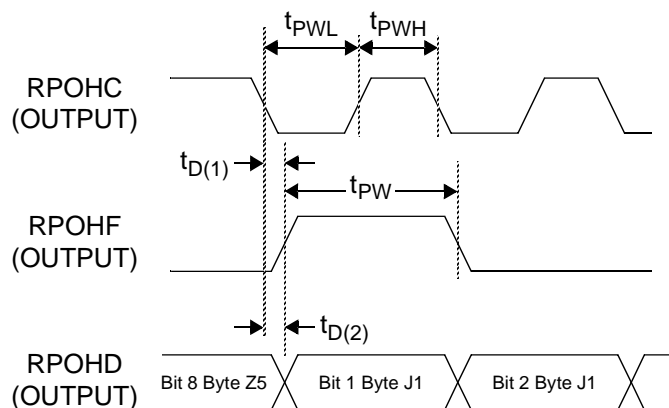 tPWL tPWH
RPOHC
(OUTPUT)
tD(1)
tPW
RPOHF
(OUTPUT)
tD(2)
RPOHD
(OUTPUT)
Bit 8 Byte Z5 Bit 1 Byte J1 Bit 2 Byte J1